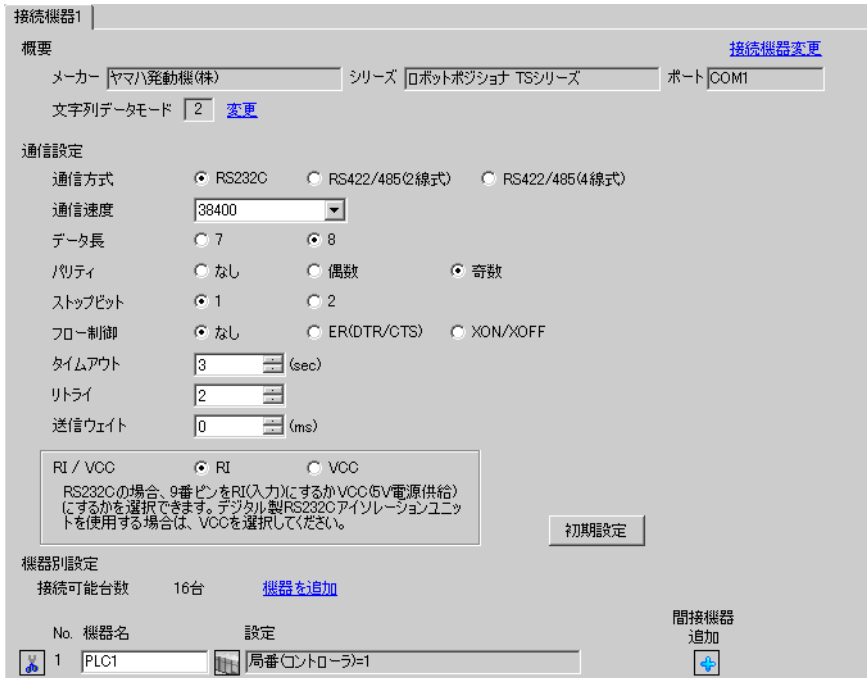 接続機器1
概要 接続機器変更
メーカー ヤマハ発動機(株) シリーズ ロボットポジショナ TSシリーズ ポート COM1
文字列データモード 2 変更
通信設定
通信方式 RS232C RS422/485(2線式) RS422/485(4線式)
通信速度 38400
データ長 7 8
パリティ なし 偶数 奇数
ストップビット 1 2
フロー制御 なし ER(DTR/CTS) XON/XOFF
タイムアウト 3 (sec)
リトライ 2
送信ウェイト 0 (ms)
RI / VCC RI VCC
RS232Cの場合、9番ピンをRI(入力)にするかVCC(5V電源供給)
にするかを選択できます。デジタル製RS232Cアイソレーションユニッ
トを使用する場合は、VCCを選択してください。
初期設定
機器別設定
接続可能台数 16台 機器を追加
間接機器
追加
No. 機器名 設定
1 PLC1 局番(コントローラ)=1